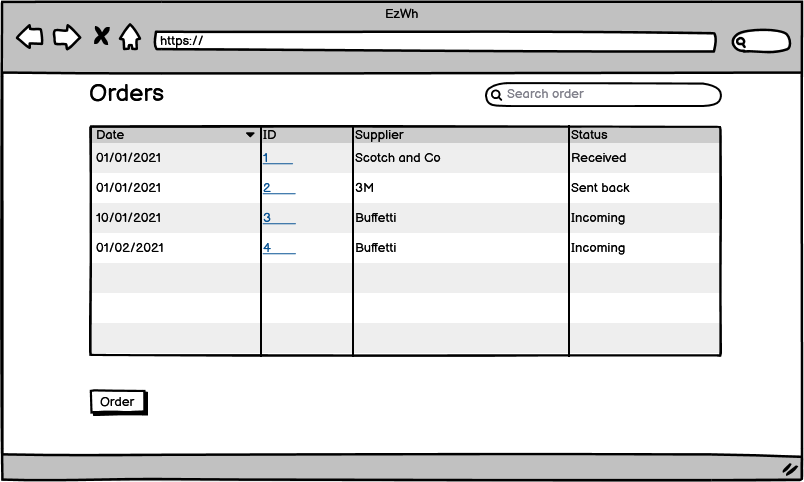 EzWh
https://
Orders
Search order
Date ID Supplier Status
01/01/2021 1 Scotch and Co Received
01/01/2021 2 3M Sent back
10/01/2021 3 Buffetti Incoming
01/02/2021 4 Buffetti Incoming
Order